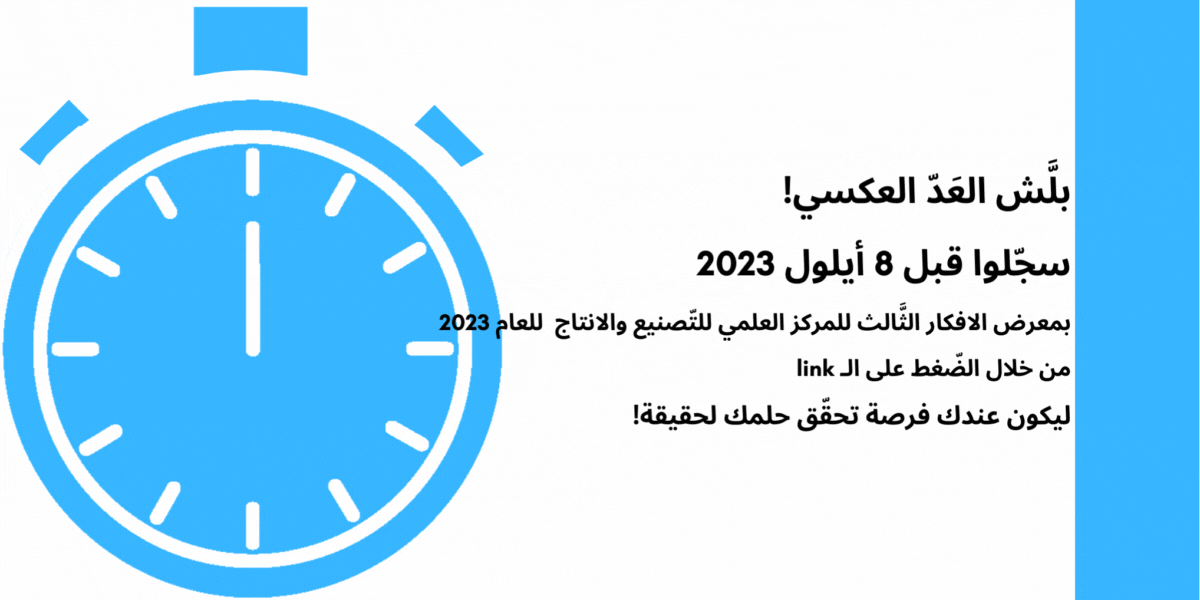 بلَّش العَدّ العكسي!
سجّلوا قبل 8 أيلول 2023
بمعرض الافكار الثَّالث للمركز العلمي للتّصنيع والانتاج للعام 2023
من خلال الضّغط على الـ link
ليكون عندك فرصة تحقّق حلمك لحقيقة!